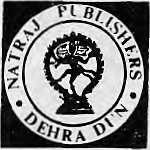 NATRAJ PUBLISHERS
• DEHRA DUN •